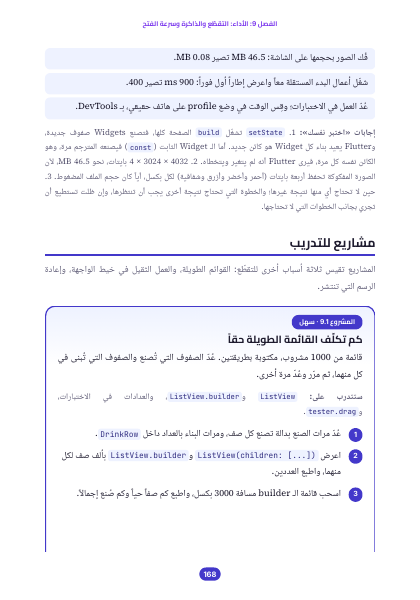 الفصل 9: الأداء: التقطّع والذاكرة وسرعة الفتح
فُك الصور بحجمها على الشاشة: 46.5 MB تصير 0.08 MB.
شغّل أعمال البدء المستقلة معاً واعرض إطاراً أول فوراً: 900 ms تصير 400.
عُدّ العمل في الاختبارات؛ وقِس الوقت في وضع profile على هاتف حقيقي، بـ DevTools.
إجابات «اختبر نفسك»: 1. setState تشغّل build الصفحة كلها، فتصنع Widgets صفوف جديدة،
وFlutter يعيد بناء كل Widget هو كائن جديد. أما الـ Widget الثابت (const) فيصنعه المترجم مرة، وهو
الكائن نفسه كل مرة، فيرى Flutter أنه لم يتغير ويتخطاه. 2. 4032 × 3024 × 4 بايتات، نحو 46.5 MB، لأن
الصورة المفكوكة تحفظ أربعة بايتات (أحمر وأخضر وأزرق وشفافية) لكل بكسل، أياً كان حجم الملف المضغوط. 3.
حين لا تحتاج أي منها نتيجة غيرها؛ والخطوة التي تحتاج نتيجة أخرى يجب أن تنتظرها، وإن ظلت تستطيع أن
تجري بجانب الخطوات التي لا تحتاجها.
مشاريع للتدريب
المشاريع تقيس ثلاثة أسباب أخرى للتقطّع: القوائم الطويلة، والعمل الثقيل في خيط الواجهة، وإعادة
الرسم التي تنتشر.
المشروع 9.1 · سهل
كم تكلّف القائمة الطويلة حقاً
قائمة من 1000 مشروب، مكتوبة بطريقتين. عُدّ الصفوف التي تُصنع والصفوف التي تُبنى في
كل منهما، ثم مرّر وعُدّ مرة أخرى.
ستتدرب على: ListView وListView.builder، والعدادات في الاختبارات،
وtester.drag.
1 عُدّ مرات الصنع بدالة تصنع كل صف، ومرات البناء بالعداد داخل DrinkRow.
2 اعرض ListView(children: [...]) وListView.builder بألف صف لكل
منهما، واطبع العددين.
3 اسحب قائمة الـ builder مسافة 3000 بكسل، واطبع كم صفاً حياً وكم صُنع إجمالاً.
168